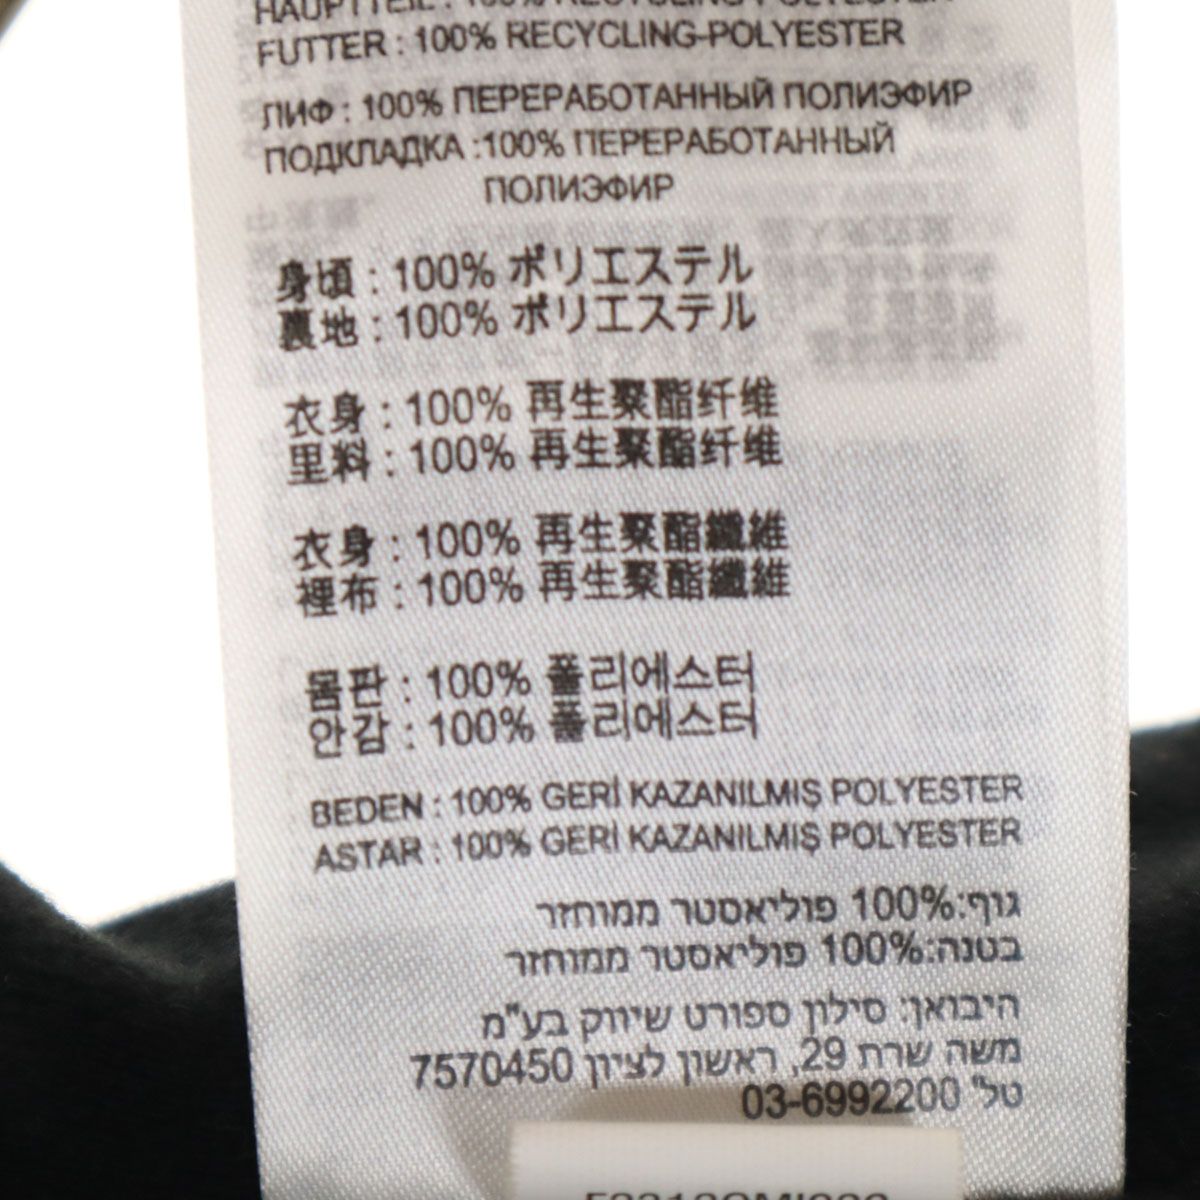 HAUPTTEIL : 100% RECYCLING-POLYESTER
FUTTER : 100% RECYCLING-POLYESTER
ЛИФ : 100% ПЕРЕРАБОТАННЫЙ ПОЛИЭФИР
ПОДКЛАДКА :100% ПЕРЕРАБОТАННЫЙ
ПОЛИЭФИР
身頃 : 100% ポリエステル
裏地 : 100% ポリエステル
衣身 : 100% 再生聚酯纤维
里料 : 100% 再生聚酯纤维
衣身 : 100% 再生聚酯纖維
裡布 : 100% 再生聚酯纖維
몸판 : 100% 폴리에스터
안감 : 100% 폴리에스터
BEDEN : 100% GERİ KAZANILMIŞ POLYESTER
ASTAR : 100% GERİ KAZANILMIŞ POLYESTER
גוף:100% פוליאסטר ממוחזר
בטנה:100% פוליאסטר ממוחזר
היבואן: סילון ספורט שיווק בע"מ
משה שרת 29, ראשון לציון 7570450
טל' 03-6992200